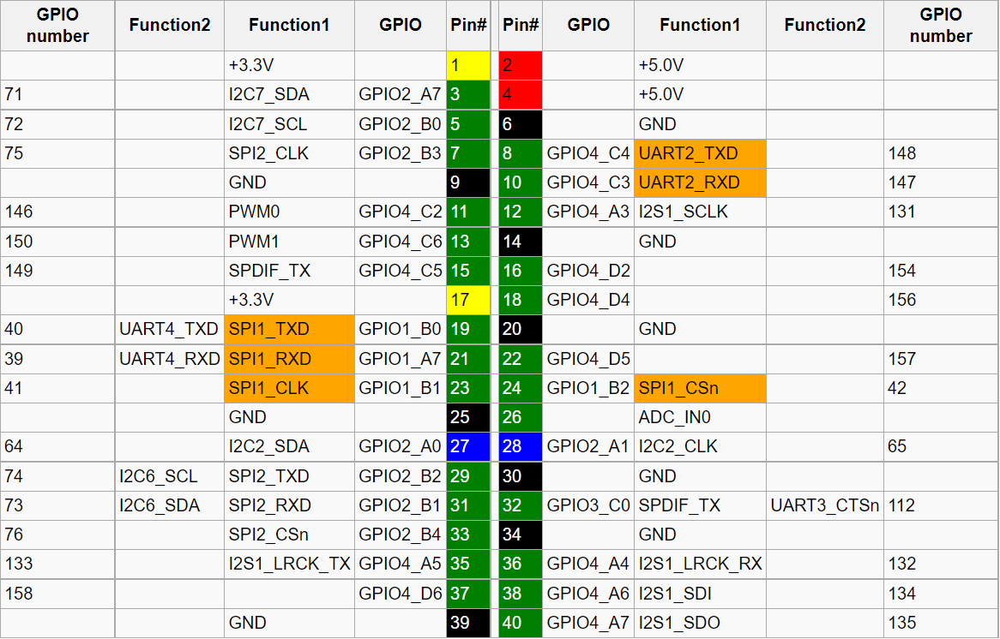 GPIO number Function2 Function1 GPIO Pin# Pin# GPIO Function1 Function2 GPIO number
+3.3V 1 2 +5.0V
71 I2C7_SDA GPIO2_A7 3 4 +5.0V
72 I2C7_SCL GPIO2_B0 5 6 GND
75 SPI2_CLK GPIO2_B3 7 8 GPIO4_C4 UART2_TXD 148
GND 9 10 GPIO4_C3 UART2_RXD 147
146 PWM0 GPIO4_C2 11 12 GPIO4_A3 I2S1_SCLK 131
150 PWM1 GPIO4_C6 13 14 GND
149 SPDIF_TX GPIO4_C5 15 16 GPIO4_D2 154
+3.3V 17 18 GPIO4_D4 156
40 UART4_TXD SPI1_TXD GPIO1_B0 19 20 GND
39 UART4_RXD SPI1_RXD GPIO1_A7 21 22 GPIO4_D5 157
41 SPI1_CLK GPIO1_B1 23 24 GPIO1_B2 SPI1_CSn 42
GND 25 26 ADC_IN0
64 I2C2_SDA GPIO2_A0 27 28 GPIO2_A1 I2C2_CLK 65
74 I2C6_SCL SPI2_TXD GPIO2_B2 29 30 GND
73 I2C6_SDA SPI2_RXD GPIO2_B1 31 32 GPIO3_C0 SPDIF_TX UART3_CTSn 112
76 SPI2_CSn GPIO2_B4 33 34 GND
133 I2S1_LRCK_TX GPIO4_A5 35 36 GPIO4_A4 I2S1_LRCK_RX 132
158 GPIO4_D6 37 38 GPIO4_A6 I2S1_SDI 134
GND 39 40 GPIO4_A7 I2S1_SDO 135